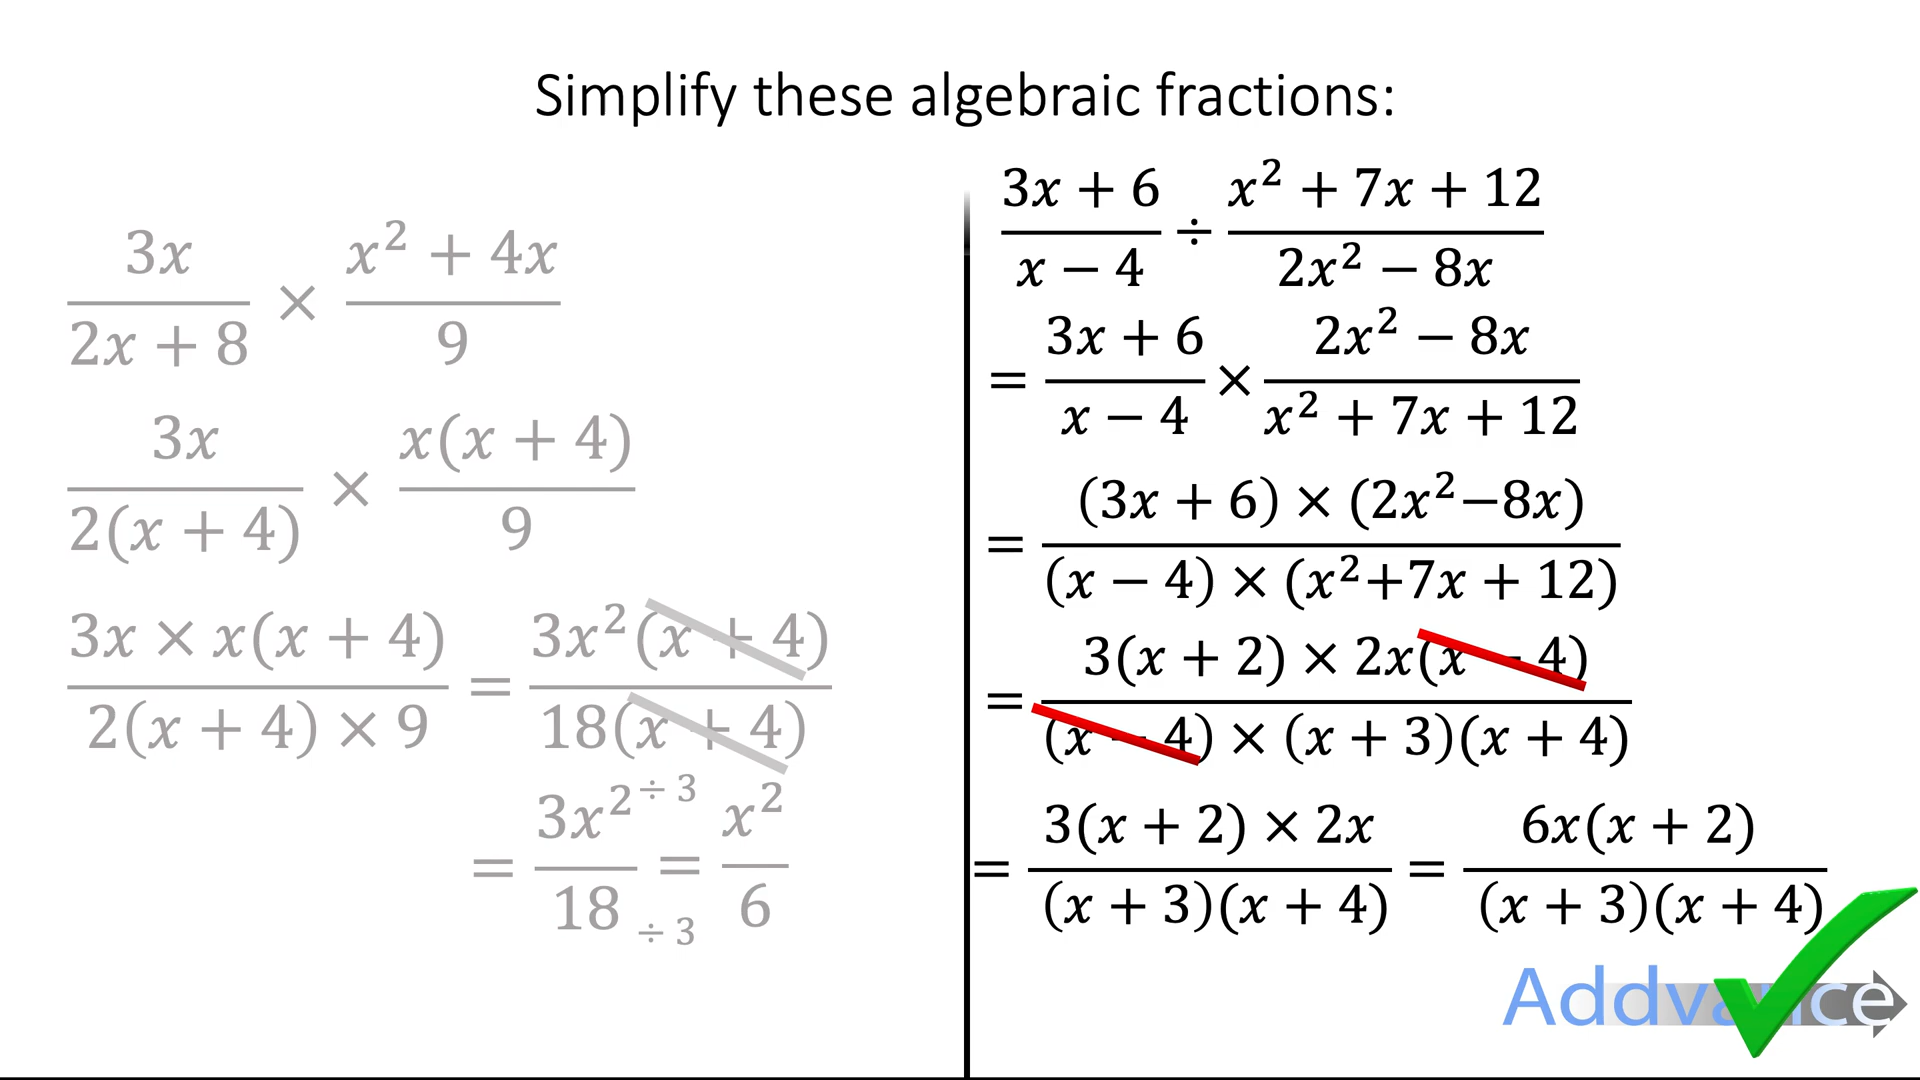 Simplify these algebraic fractions:
3x / 2x + 8 × x² + 4x / 9
3x / 2(x + 4) × x(x + 4) / 9
3x × x(x + 4) / 2(x + 4) × 9 = 3x²(x + 4) / 18(x + 4)
= 3x² ÷ 3 / 18 ÷ 3 = x² / 6
3x + 6 / x − 4 ÷ x² + 7x + 12 / 2x² − 8x
= 3x + 6 / x − 4 × 2x² − 8x / x² + 7x + 12
= (3x + 6) × (2x²−8x) / (x − 4) × (x²+7x + 12)
= 3(x + 2) × 2x(x − 4) / (x − 4) × (x + 3)(x + 4)
= 3(x + 2) × 2x / (x + 3)(x + 4) = 6x(x + 2) / (x + 3)(x + 4)
Addvance